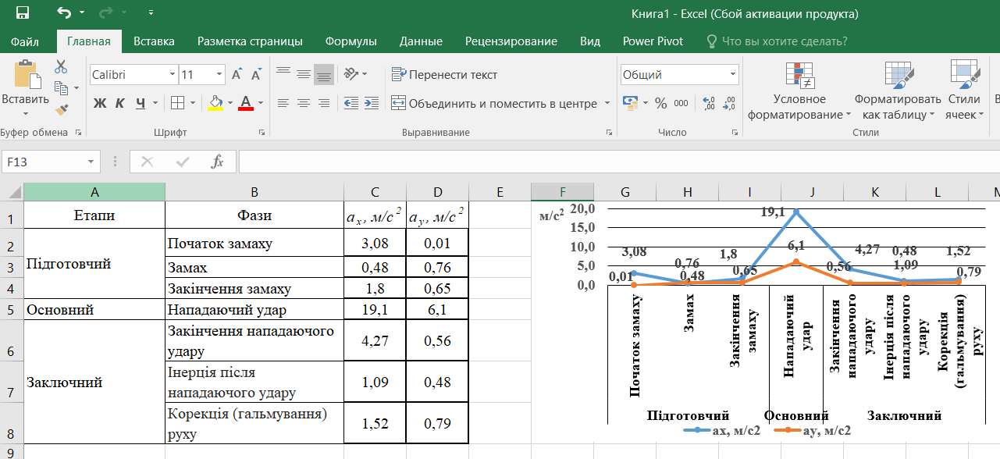 Книга1 - Excel (Сбой активации продукта)
Файл Главная Вставка Разметка страницы Формулы Данные Рецензирование Вид Power Pivot Что вы хотите сделать?
Calibri 11 Перенести текст Общий
Вставить Ж К Ч А Объединить и поместить в центре % 000 Условное форматирование Форматировать как таблицу Стили ячеек
Буфер обмена Шрифт Выравнивание Число Стили
F13 fx
A B C D E F G H I J K L
1 Етапи Фази aₓ, м/с² a_y, м/с²
2 Підготовчий Початок замаху 3,08 0,01
3 Замах 0,48 0,76
4 Закінчення замаху 1,8 0,65
5 Основний Нападаючий удар 19,1 6,1
6 Заключний Закінчення нападаючого
удару 4,27 0,56
7 Інерція після
нападаючого удару 1,09 0,48
8 Корекція (гальмування)
руху 1,52 0,79
9
м/с² 20,0
15,0
10,0
5,0
0,0
3,08 0,76 1,8 19,1 4,27 0,48 1,52
0,01 0,48 0,65 6,1 0,56 1,09 0,79
Початок замаху
Замах
Закінчення
замаху
Нападаючий
удар
Закінчення
нападаючого
удару
Інерція після
нападаючого
удару
Корекція
(гальмування)
руху
Підготовчий Основний Заключний
ax, м/с2 ay, м/с2